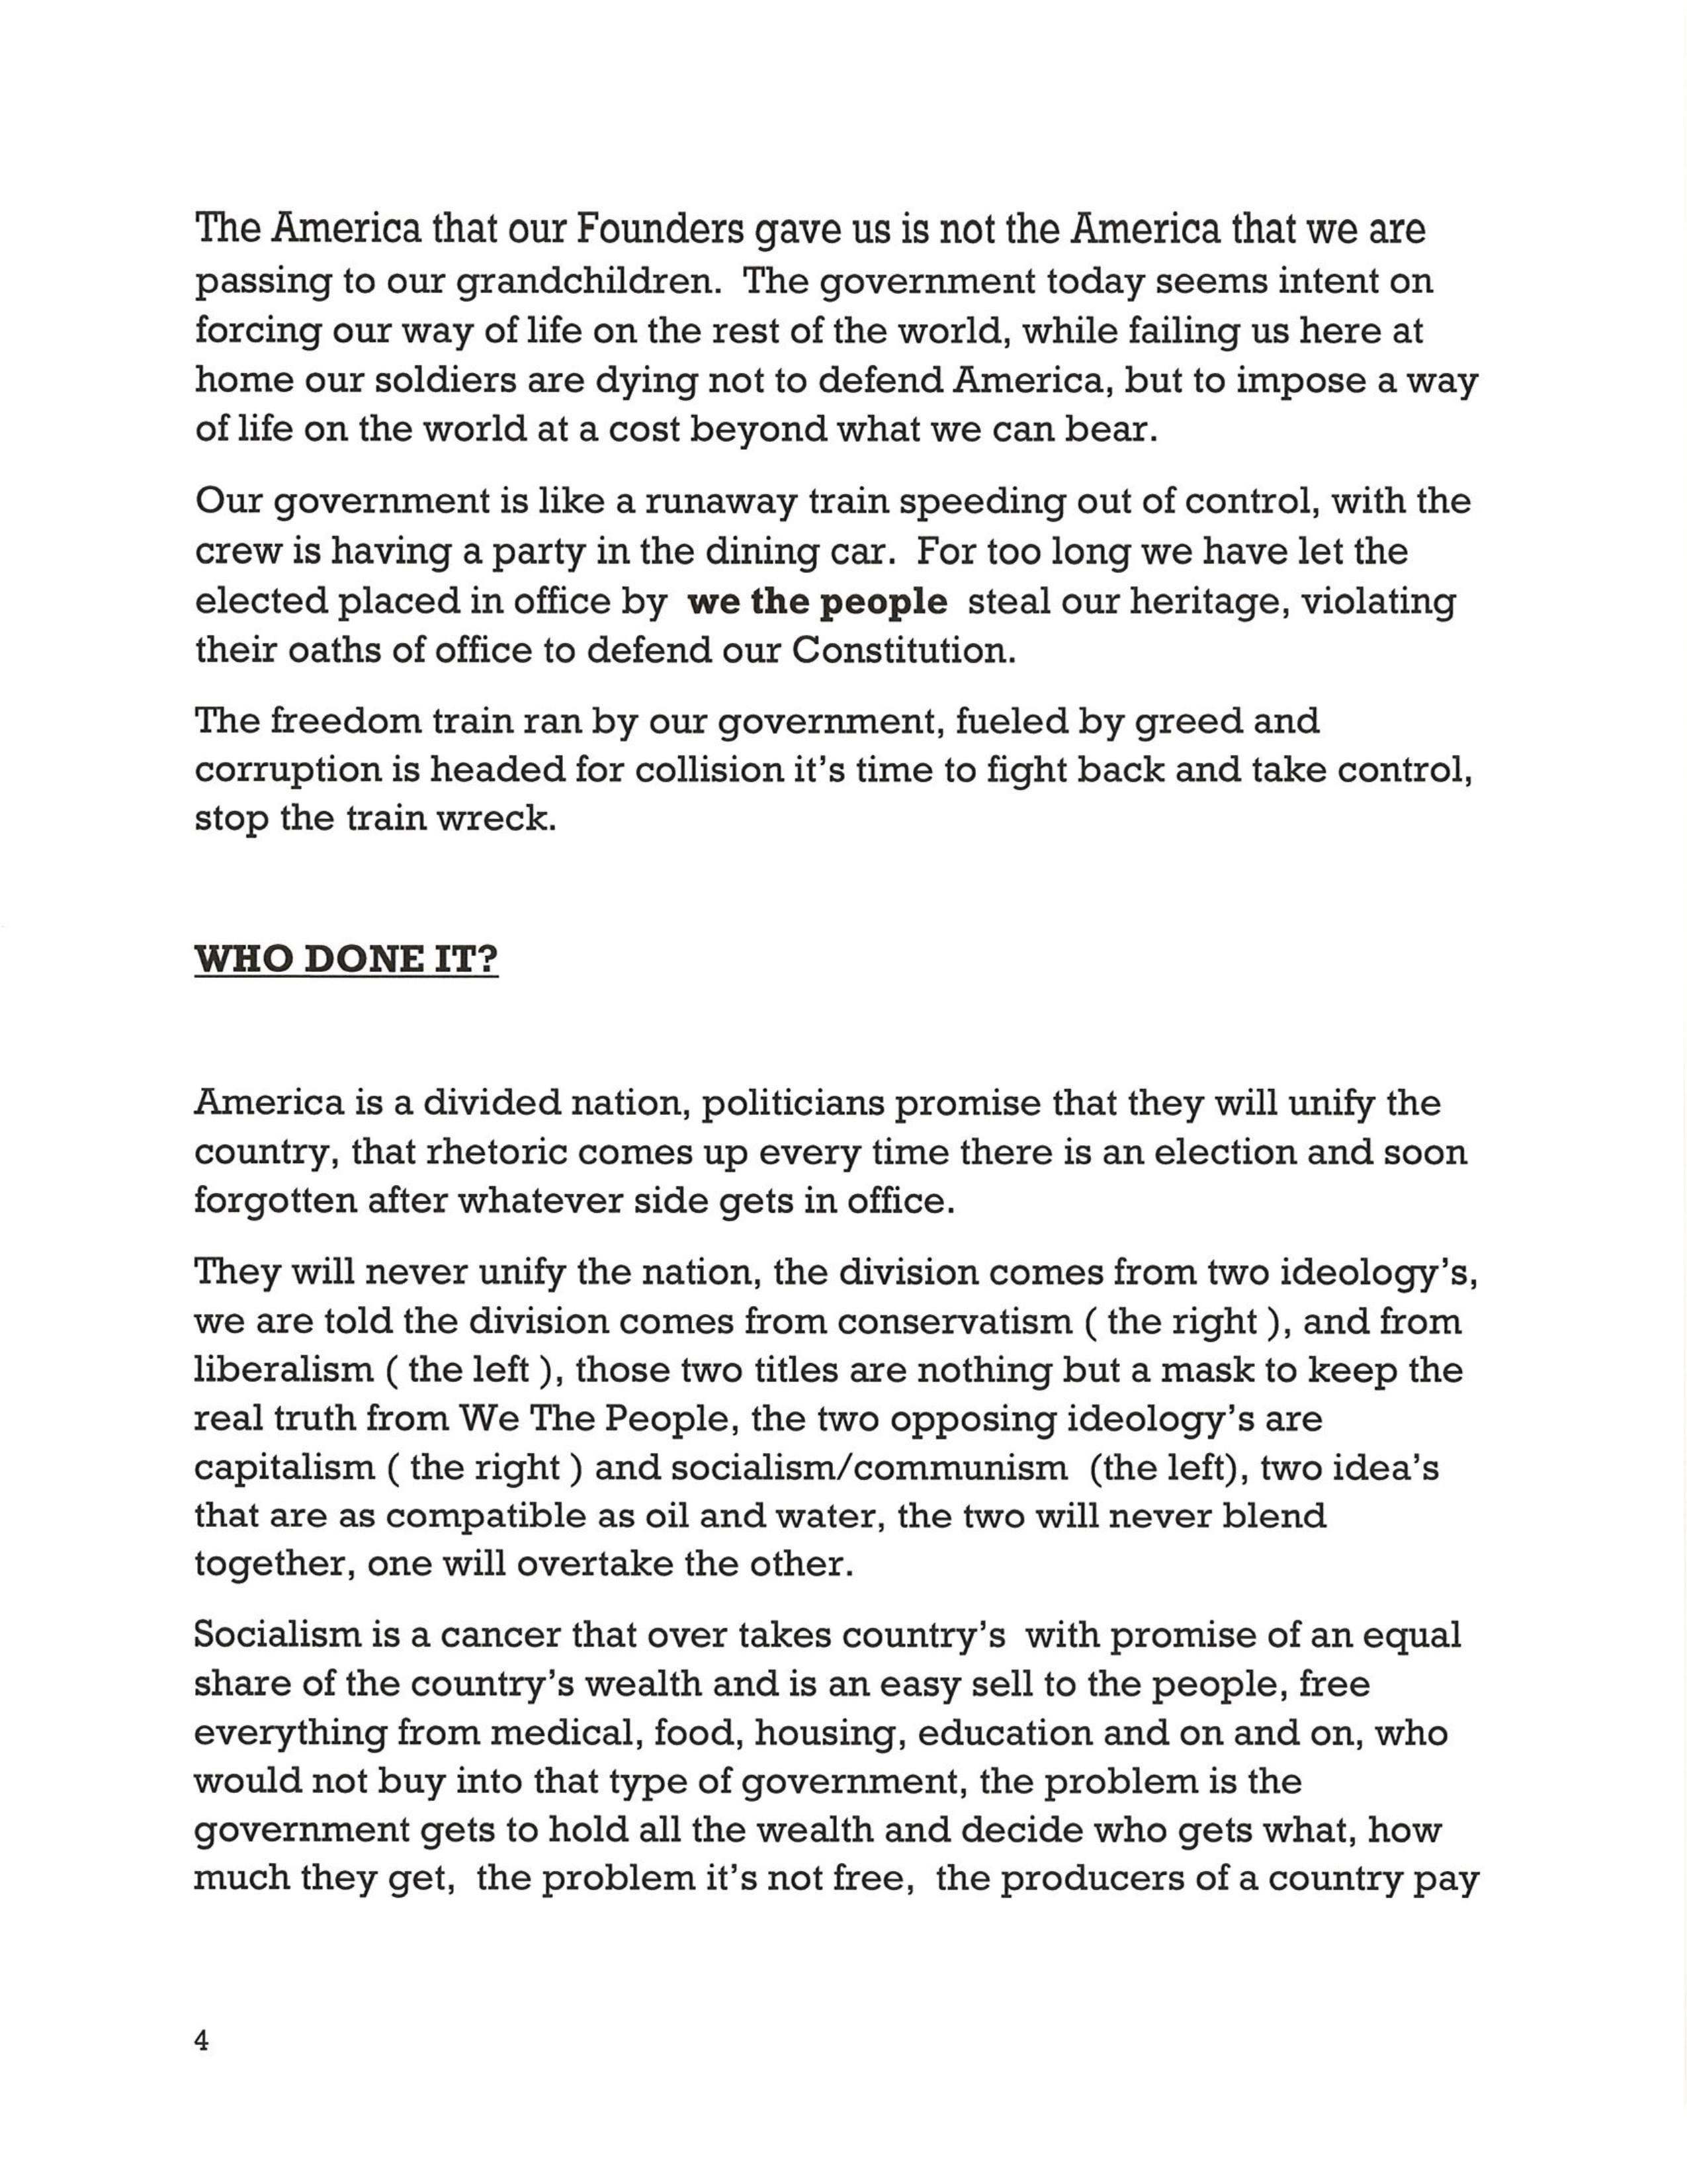 The America that our Founders gave us is not the America that we are
passing to our grandchildren.  The government today seems intent on
forcing our way of life on the rest of the world, while failing us here at
home our soldiers are dying not to defend America, but to impose a way
of life on the world at a cost beyond what we can bear.
Our government is like a runaway train speeding out of control, with the
crew is having a party in the dining car.  For too long we have let the
elected placed in office by  we the people  steal our heritage, violating
their oaths of office to defend our Constitution.
The freedom train ran by our government, fueled by greed and
corruption is headed for collision it's time to fight back and take control,
stop the train wreck.
WHO DONE IT?
America is a divided nation, politicians promise that they will unify the
country, that rhetoric comes up every time there is an election and soon
forgotten after whatever side gets in office.
They will never unify the nation, the division comes from two ideology's,
we are told the division comes from conservatism ( the right ), and from
liberalism ( the left ), those two titles are nothing but a mask to keep the
real truth from We The People, the two opposing ideology's are
capitalism ( the right ) and socialism/communism  (the left), two idea's
that are as compatible as oil and water, the two will never blend
together, one will overtake the other.
Socialism is a cancer that over takes country's  with promise of an equal
share of the country's wealth and is an easy sell to the people, free
everything from medical, food, housing, education and on and on, who
would not buy into that type of government, the problem is the
government gets to hold all the wealth and decide who gets what, how
much they get,  the problem it's not free,  the producers of a country pay
4